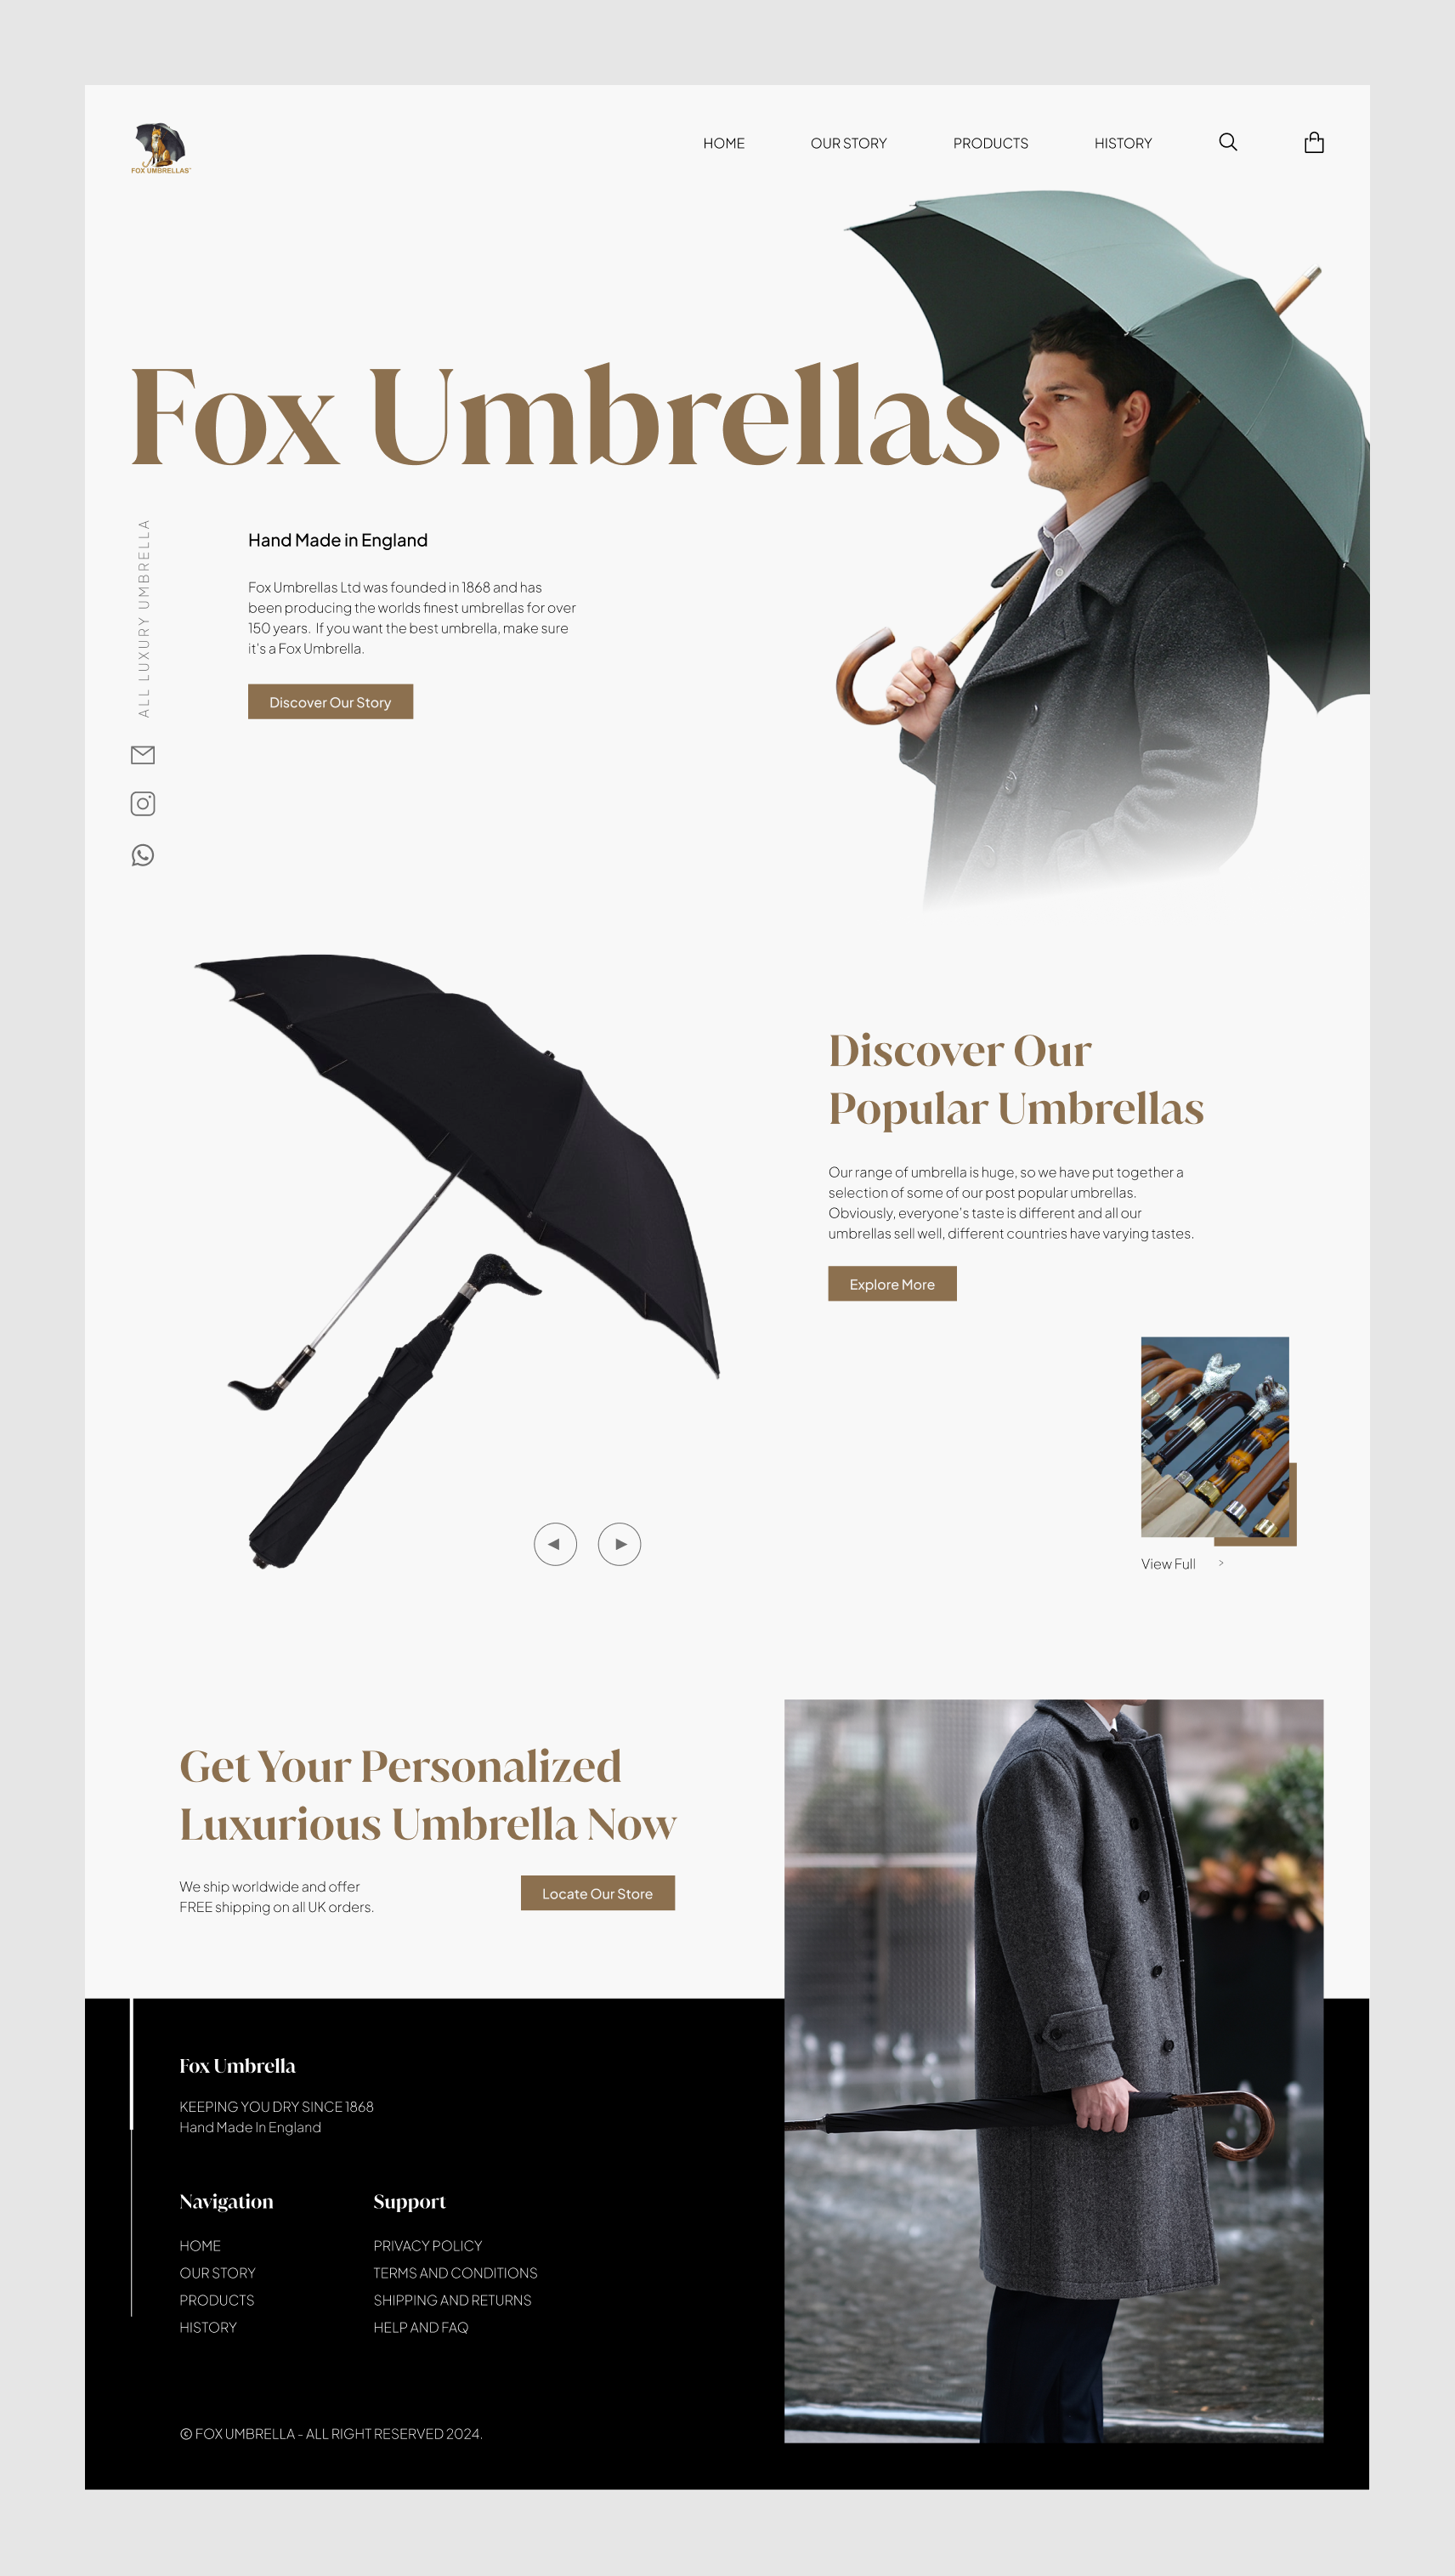 FOX UMBRELLAS
HOME
OUR STORY
PRODUCTS
HISTORY
Fox Umbrellas
ALL LUXURY UMBRELLA
Hand Made in England
Fox Umbrellas Ltd was founded in 1868 and has
been producing the worlds finest umbrellas for over
150 years. If you want the best umbrella, make sure
it's a Fox Umbrella.
Discover Our Story
Discover Our
Popular Umbrellas
Our range of umbrella is huge, so we have put together a
selection of some of our post popular umbrellas.
Obviously, everyone's taste is different and all our
umbrellas sell well, different countries have varying tastes.
Explore More
View Full >
Get Your Personalized
Luxurious Umbrella Now
We ship worldwide and offer
FREE shipping on all UK orders.
Locate Our Store
Fox Umbrella
KEEPING YOU DRY SINCE 1868
Hand Made In England
Navigation
HOME
OUR STORY
PRODUCTS
HISTORY
Support
PRIVACY POLICY
TERMS AND CONDITIONS
SHIPPING AND RETURNS
HELP AND FAQ
© FOX UMBRELLA - ALL RIGHT RESERVED 2024.